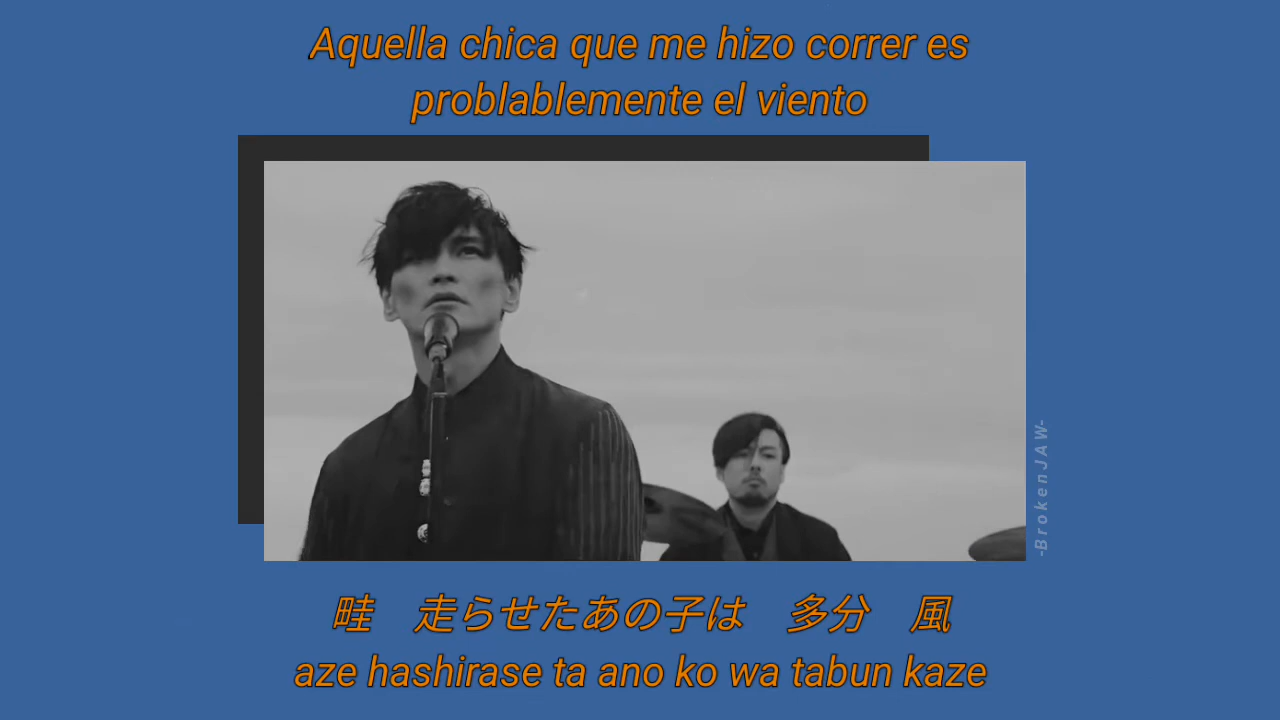 Aquella chica que me hizo correr es
problablemente el viento
-BrokenJAW-
畦　走らせたあの子は　多分　風
aze hashirase ta ano ko wa tabun kaze